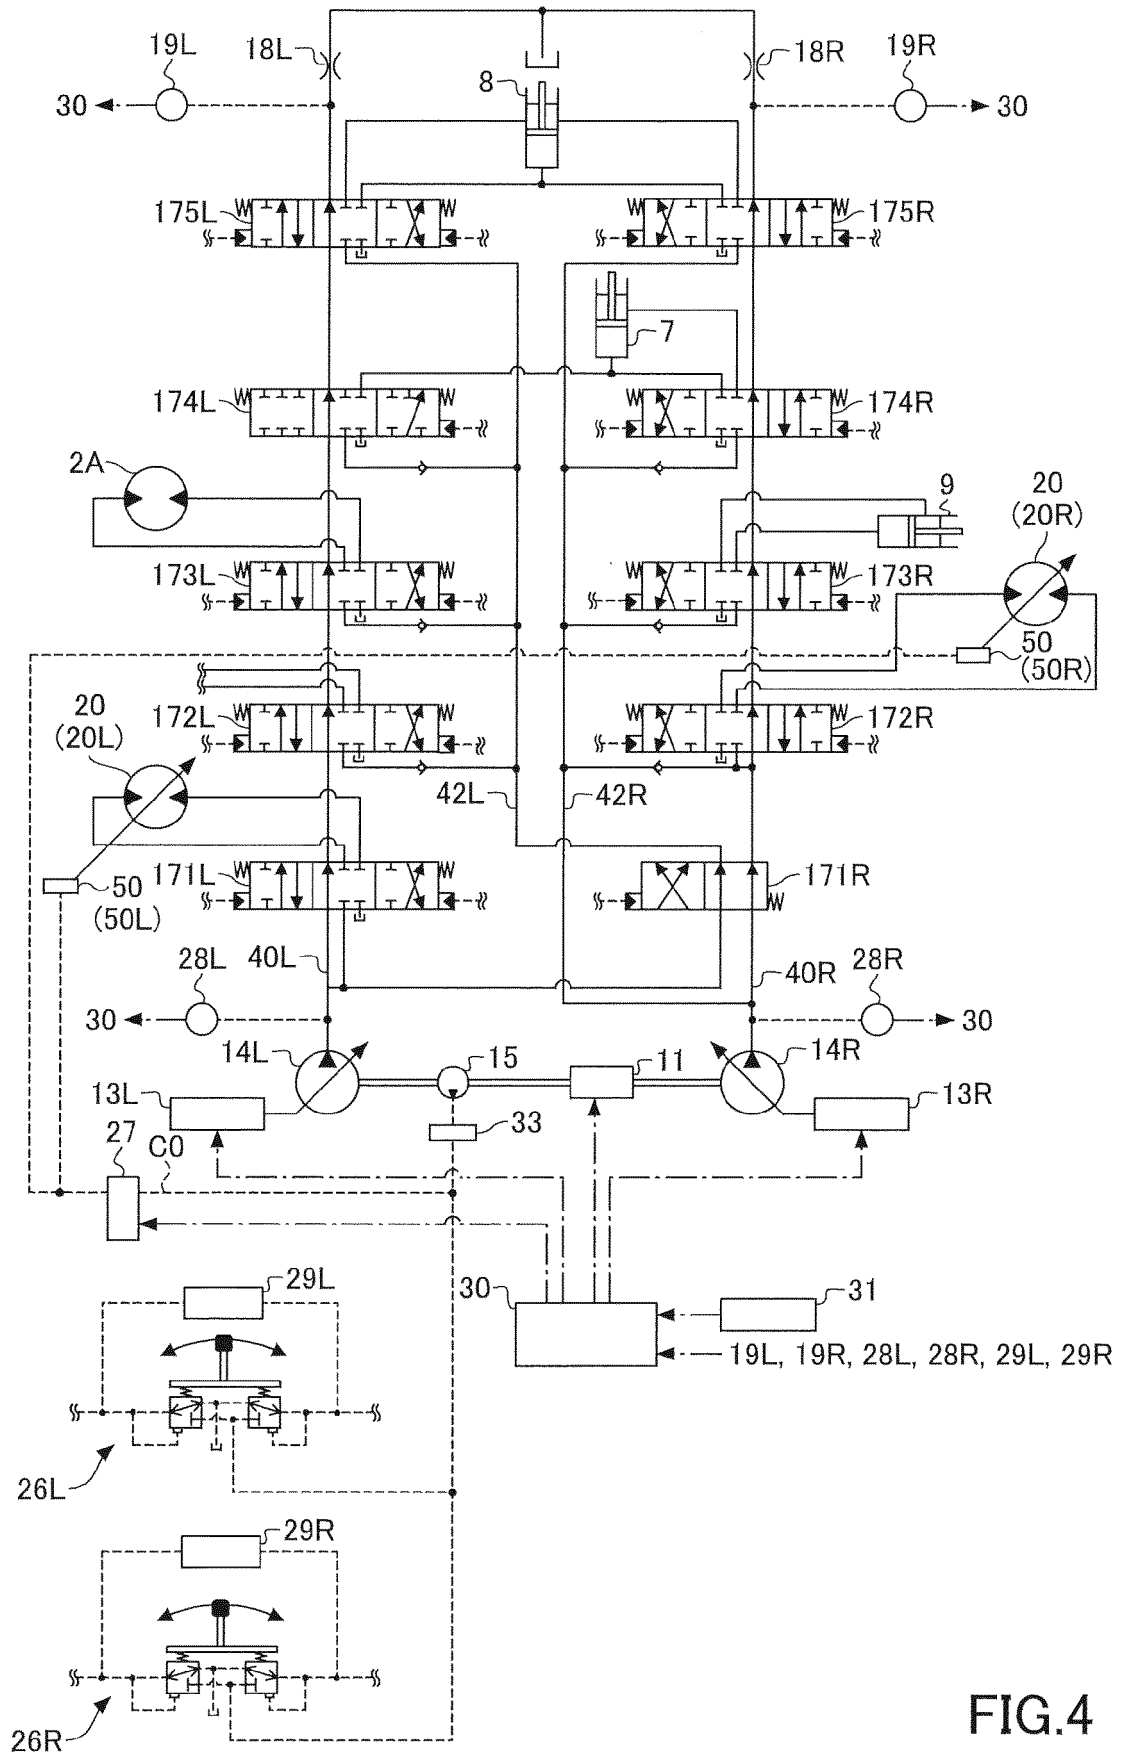 19L
18L
18R
19R
30
8
30
175L
175R
7
174L
174R
2A
9
20
(20R)
173L
173R
50
(50R)
20
(20L)
172L
172R
42L
42R
50
(50L)
171L
171R
40L
40R
28L
28R
30
30
14L
15
11
14R
13L
13R
33
27
C0
30
31
29L
19L, 19R, 28L, 28R, 29L, 29R
26L
29R
26R
FIG.4